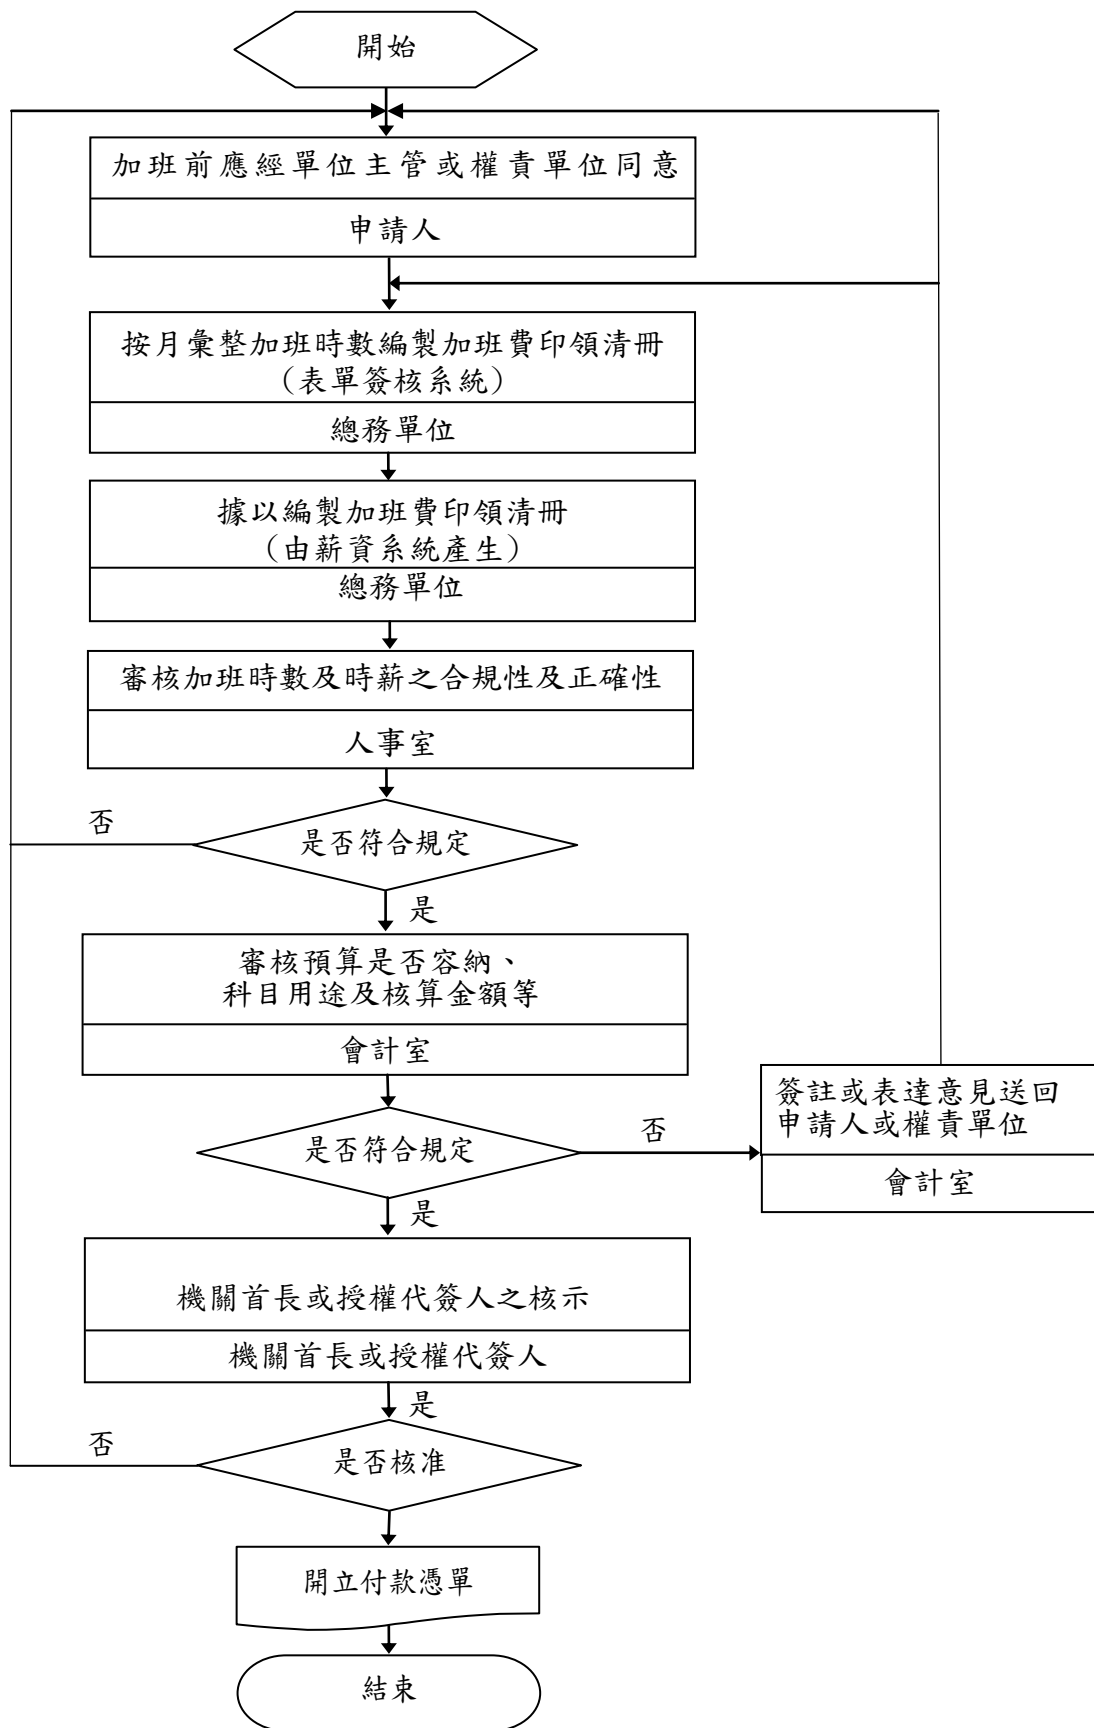 開始
加班前應經單位主管或權責單位同意
申請人
按月彙整加班時數編製加班費印領清冊
（表單簽核系統）
總務單位
據以編製加班費印領清冊
（由薪資系統產生）
總務單位
審核加班時數及時薪之合規性及正確性
人事室
否
是否符合規定
是
審核預算是否容納、
科目用途及核算金額等
會計室
簽註或表達意見送回
申請人或權責單位
會計室
是否符合規定
否
是
機關首長或授權代簽人之核示
機關首長或授權代簽人
是
否
是否核准
開立付款憑單
結束